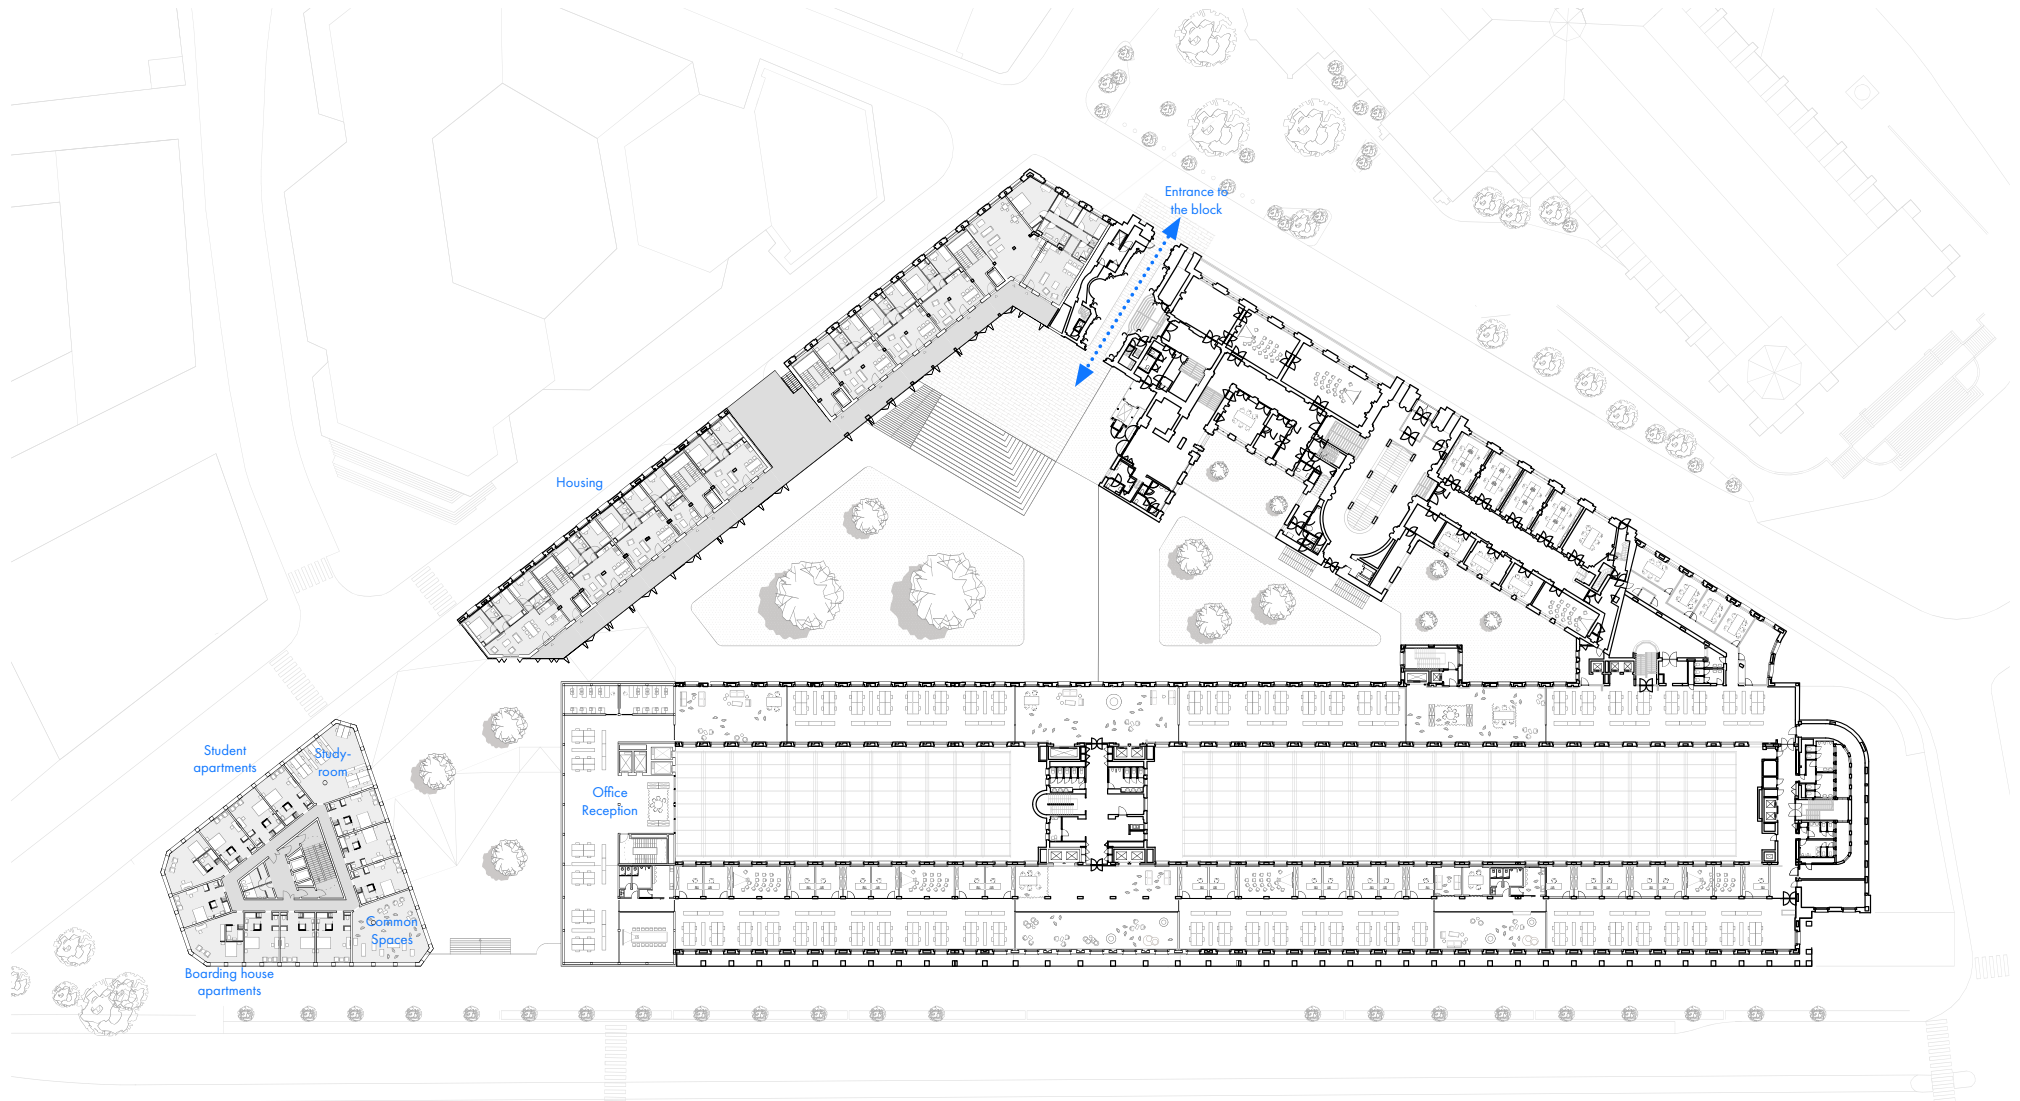 Entrance to
the block
Housing
Student
apartments
Study-
room
Office
Reception
Common
Spaces
Boarding house
apartments